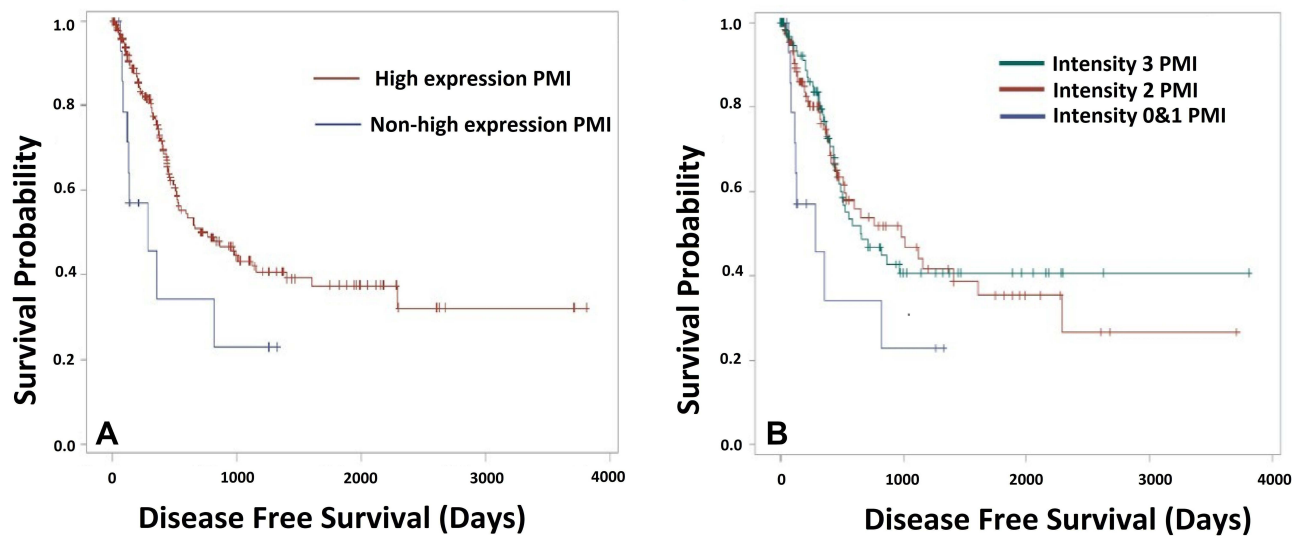 1.0
0.8
0.6
0.4
0.2
0.0
Survival Probability
High expression PMI
Non-high expression PMI
A
0 1000 2000 3000 4000
Disease Free Survival (Days)
1.0
0.8
0.6
0.4
0.2
0.0
Survival Probability
Intensity 3 PMI
Intensity 2 PMI
Intensity 0&1 PMI
B
0 1000 2000 3000 4000
Disease Free Survival (Days)